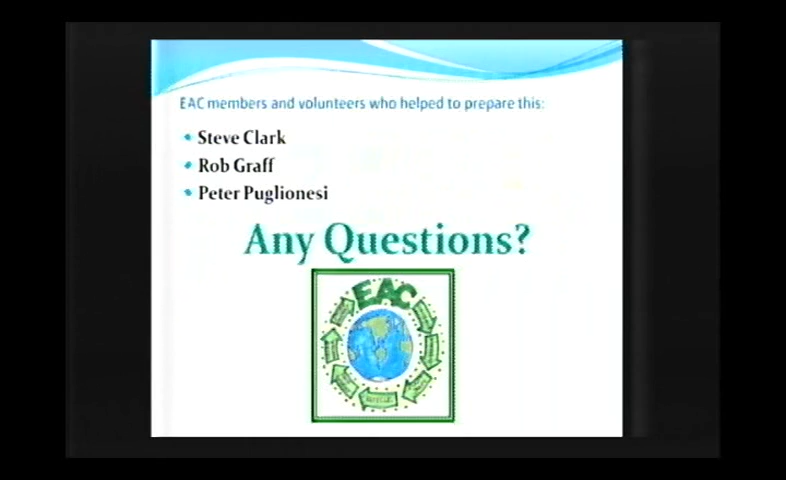 EAC members and volunteers who helped to prepare this:
Steve Clark
Rob Graff
Peter Puglionesi
Any Questions?
EAC